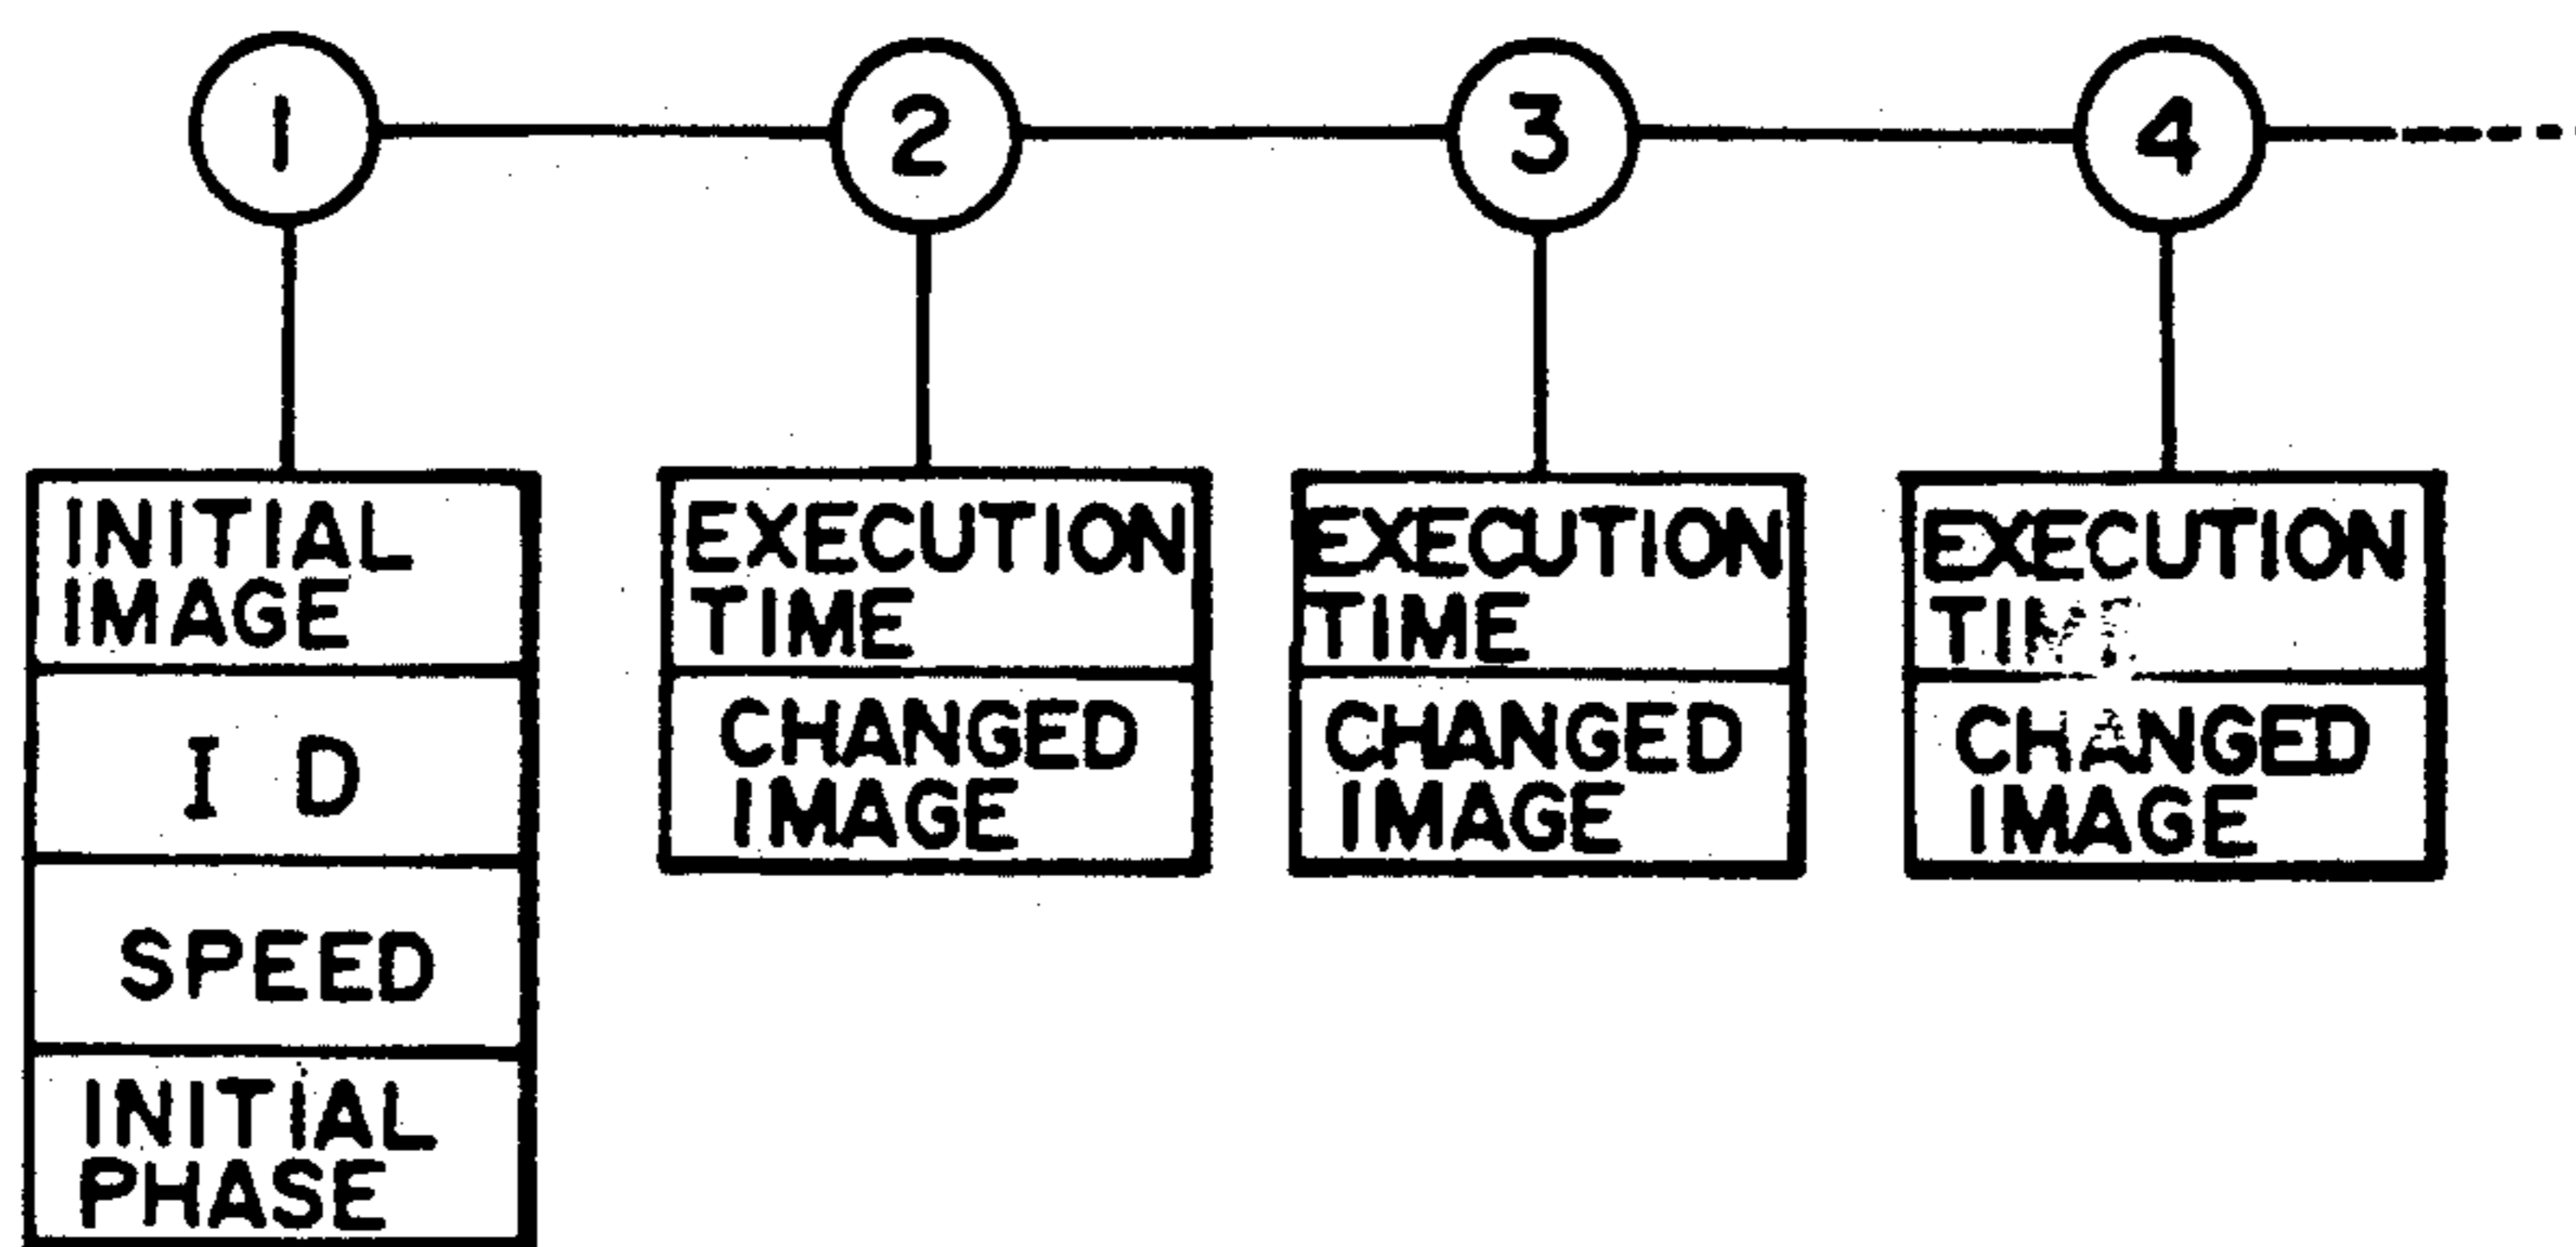 1
2
3
4
INITIAL
IMAGE
I D
SPEED
INITIAL
PHASE
EXECUTION
TIME
CHANGED
IMAGE
EXECUTION
TIME
CHANGED
IMAGE
EXECUTION
TIME
CHANGED
IMAGE